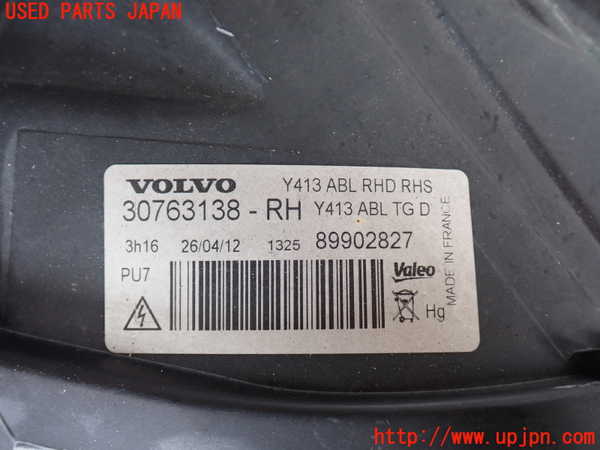 USED PARTS JAPAN
VOLVO Y413 ABL RHD RHS
30763138 - RH Y413 ABL TG D
3h16 26/04/12 1325 89902827
PU7 Valeo
Hg
MADE IN FRANCE
http://www.upjpn.com/